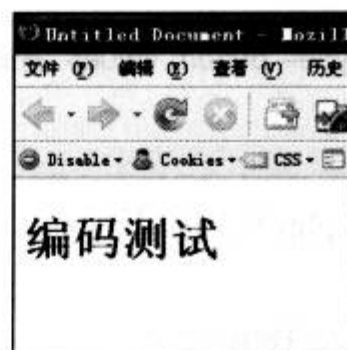 Untitled Document - Mozill
文件 (F) 编辑 (E) 查看 (V) 历史
Disable Cookies CSS
编码测试